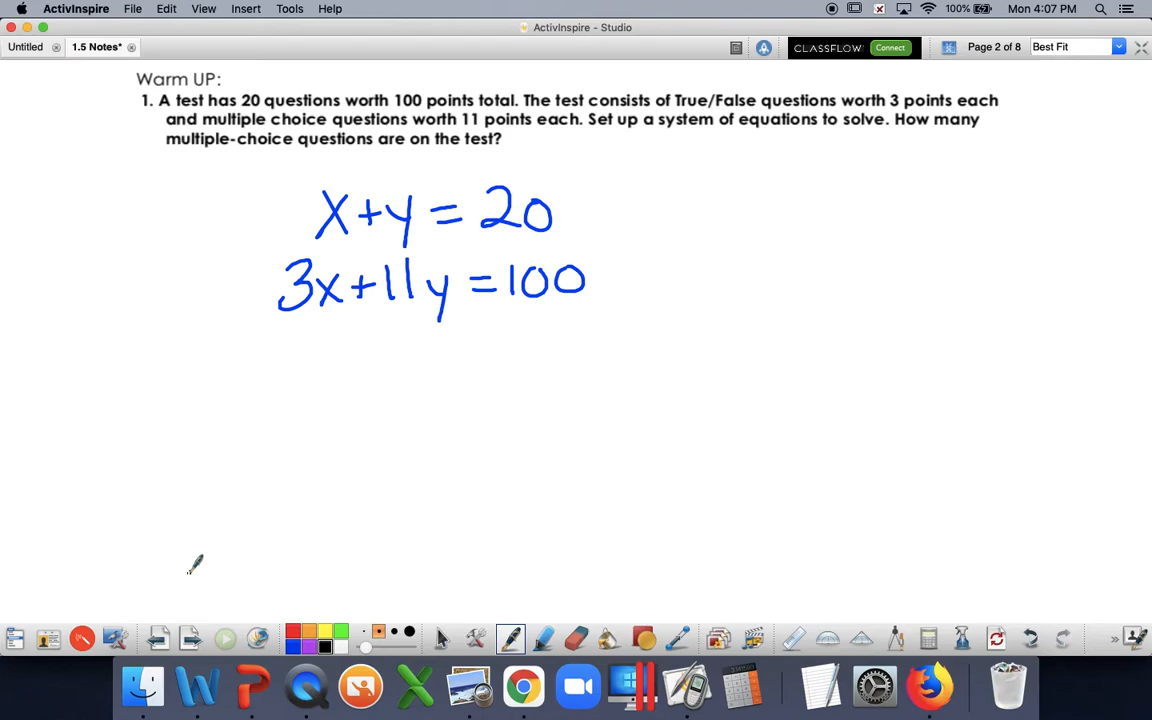 ActivInspire File Edit View Insert Tools Help 100% Mon 4:07 PM
ActivInspire - Studio
Untitled 1.5 Notes* CLASSFLOW Connect Page 2 of 8 Best Fit
Warm UP:
1. A test has 20 questions worth 100 points total. The test consists of True/False questions worth 3 points each
and multiple choice questions worth 11 points each. Set up a system of equations to solve. How many
multiple-choice questions are on the test?
x+y = 20
3x+11y = 100